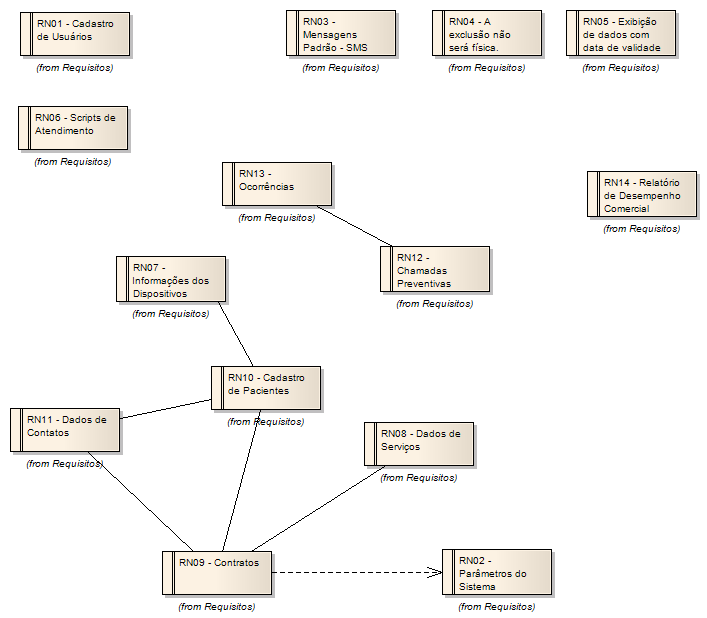 RN01 - Cadastro
de Usuários
(from Requisitos)
RN03 -
Mensagens
Padrão - SMS
(from Requisitos)
RN04 - A
exclusão não
será física.
(from Requisitos)
RN05 - Exibição
de dados com
data de validade
(from Requisitos)
RN06 - Scripts de
Atendimento
(from Requisitos)
RN13 -
Ocorrências
(from Requisitos)
RN14 - Relatório
de Desempenho
Comercial
(from Requisitos)
RN12 -
Chamadas
Preventivas
(from Requisitos)
RN07 -
Informações dos
Dispositivos
(from Requisitos)
RN10 - Cadastro
de Pacientes
(from Requisitos)
RN11 - Dados de
Contatos
(from Requisitos)
RN08 - Dados de
Serviços
(from Requisitos)
RN09 - Contratos
(from Requisitos)
RN02 -
Parâmetros do
Sistema
(from Requisitos)